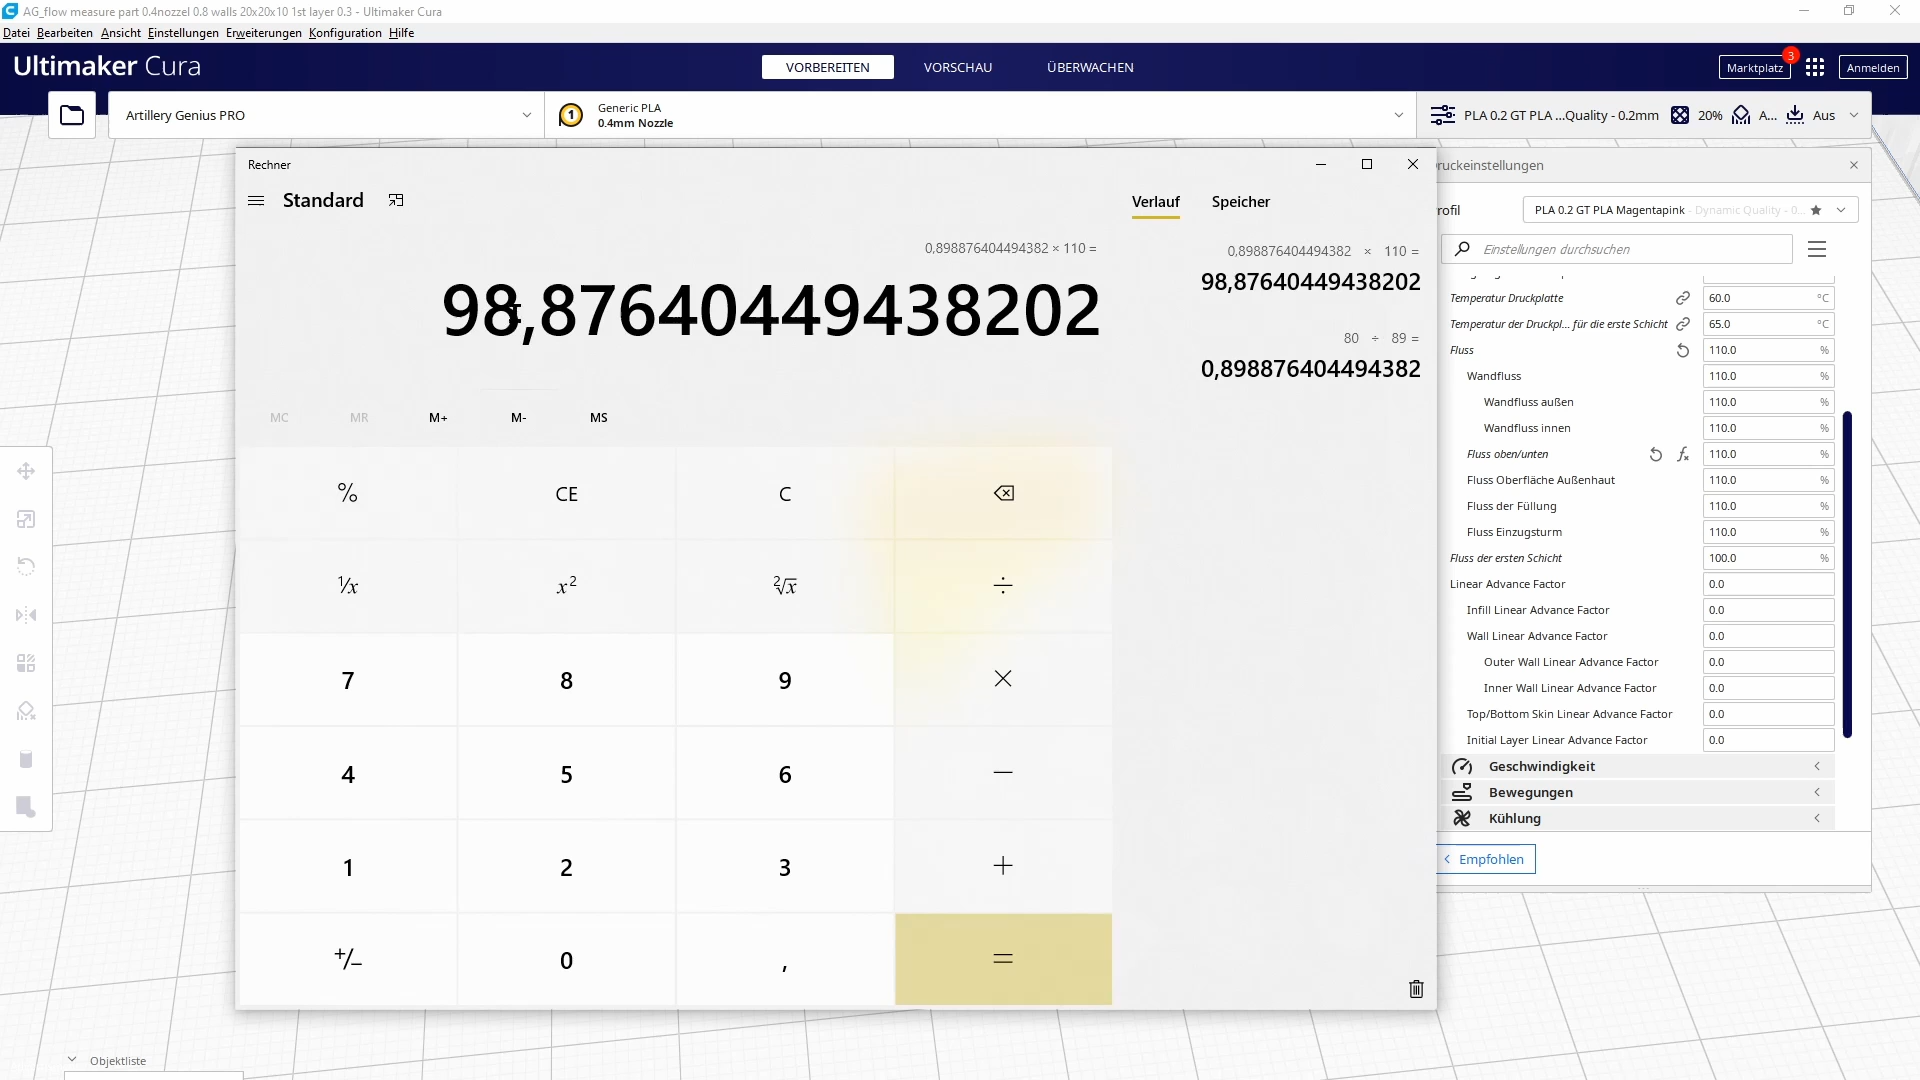 AG_flow measure part 0.4nozzel 0.8 walls 20x20x10 1st layer 0.3 - Ultimaker Cura
Datei Bearbeiten Ansicht Einstellungen Erweiterungen Konfiguration Hilfe
Ultimaker Cura
VORBEREITEN
VORSCHAU
ÜBERWACHEN
Marktplatz
3
Anmelden
Artillery Genius PRO
1
Generic PLA
0.4mm Nozzle
PLA 0.2 GT PLA ...Quality - 0.2mm
20%
A...
Aus
Rechner
Standard
0,898876404494382 × 110 =
98,87640449438202
MC MR M+ M- MS
% CE C
1/x x² ²√x ÷
7 8 9 ×
4 5 6 −
1 2 3 +
+/− 0 , =
Verlauf
Speicher
0,898876404494382 × 110 =
98,87640449438202
80 ÷ 89 =
0,898876404494382
ruckeinstellungen
rofil
PLA 0.2 GT PLA Magentapink - Dynamic Quality - 0...
Einstellungen durchsuchen
Temperatur Druckplatte 60.0 °C
Temperatur der Druckpl... für die erste Schicht 65.0 °C
Fluss 110.0 %
Wandfluss 110.0 %
Wandfluss außen 110.0 %
Wandfluss innen 110.0 %
Fluss oben/unten fx 110.0 %
Fluss Oberfläche Außenhaut 110.0 %
Fluss der Füllung 110.0 %
Fluss Einzugsturm 110.0 %
Fluss der ersten Schicht 100.0 %
Linear Advance Factor 0.0
Infill Linear Advance Factor 0.0
Wall Linear Advance Factor 0.0
Outer Wall Linear Advance Factor 0.0
Inner Wall Linear Advance Factor 0.0
Top/Bottom Skin Linear Advance Factor 0.0
Initial Layer Linear Advance Factor 0.0
Geschwindigkeit
Bewegungen
Kühlung
Empfohlen
Objektliste